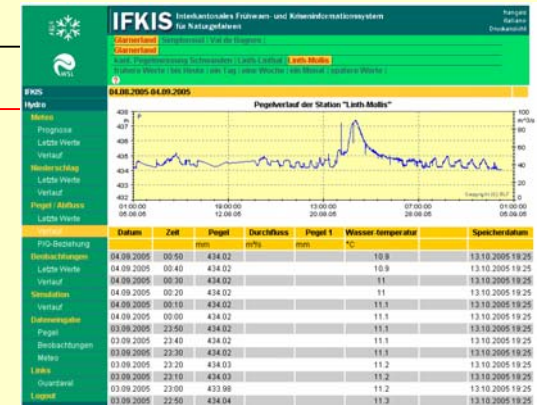 IFKIS Interkantonales Frühwarn- und Kriseninformationssystem
für Naturgefahren
Glarnerland | Simplonsüd | Val de Bagnes |
Glarnerland
kant. Pegelmessung Schwanden | Linth-Linthal | Linth-Mollis
frühere Werte | bis Heute | ein Tag | eine Woche | ein Monat | spätere Werte |
WSL
IFKIS
Hydro
Meteo
Prognose
Letzte Werte
Verlauf
Niederschlag
Letzte Werte
Verlauf
Pegel / Abfluss
Letzte Werte
Verlauf
P/Q-Beziehung
Beobachtungen
Letzte Werte
Verlauf
Simulation
Verlauf
Dateneingabe
Pegel
Beobachtungen
Meteo
Links
Guardaval
Logout
04.08.2005-04.09.2005
Pegelverlauf der Station "Linth-Mollis"
408
m
P
407
406
405
404
403
402
100
m³/s
80
60
40
20
0
01:00:00
19:00:00
13:00:00
07:00:00
01:00:00
05.08.05
12.08.05
20.08.05
05.09.05
Datum Zeit Pegel Durchfluss Pegel 1 Wasser-temperatur Speicherdatum
mm m³/s mm °C
04.09.2005 00:50 434.02 10.9 13.10.2005 19:25
04.09.2005 00:40 434.02 10.9 13.10.2005 19:25
04.09.2005 00:30 434.02 11 13.10.2005 19:25
04.09.2005 00:20 434.02 11 13.10.2005 19:25
04.09.2005 00:10 434.02 11.1 13.10.2005 19:25
04.09.2005 00:00 434.02 11.1 13.10.2005 19:25
03.09.2005 23:50 434.02 11.1 13.10.2005 19:25
03.09.2005 23:40 434.02 11.1 13.10.2005 19:25
03.09.2005 23:30 434.02 11.1 13.10.2005 19:25
03.09.2005 23:20 434.03 11.2 13.10.2005 19:25
03.09.2005 23:10 434.03 11.2 13.10.2005 19:25
03.09.2005 23:00 433.98 11.2 13.10.2005 19:25
03.09.2005 22:50 434.04 11.3 13.10.2005 19:25